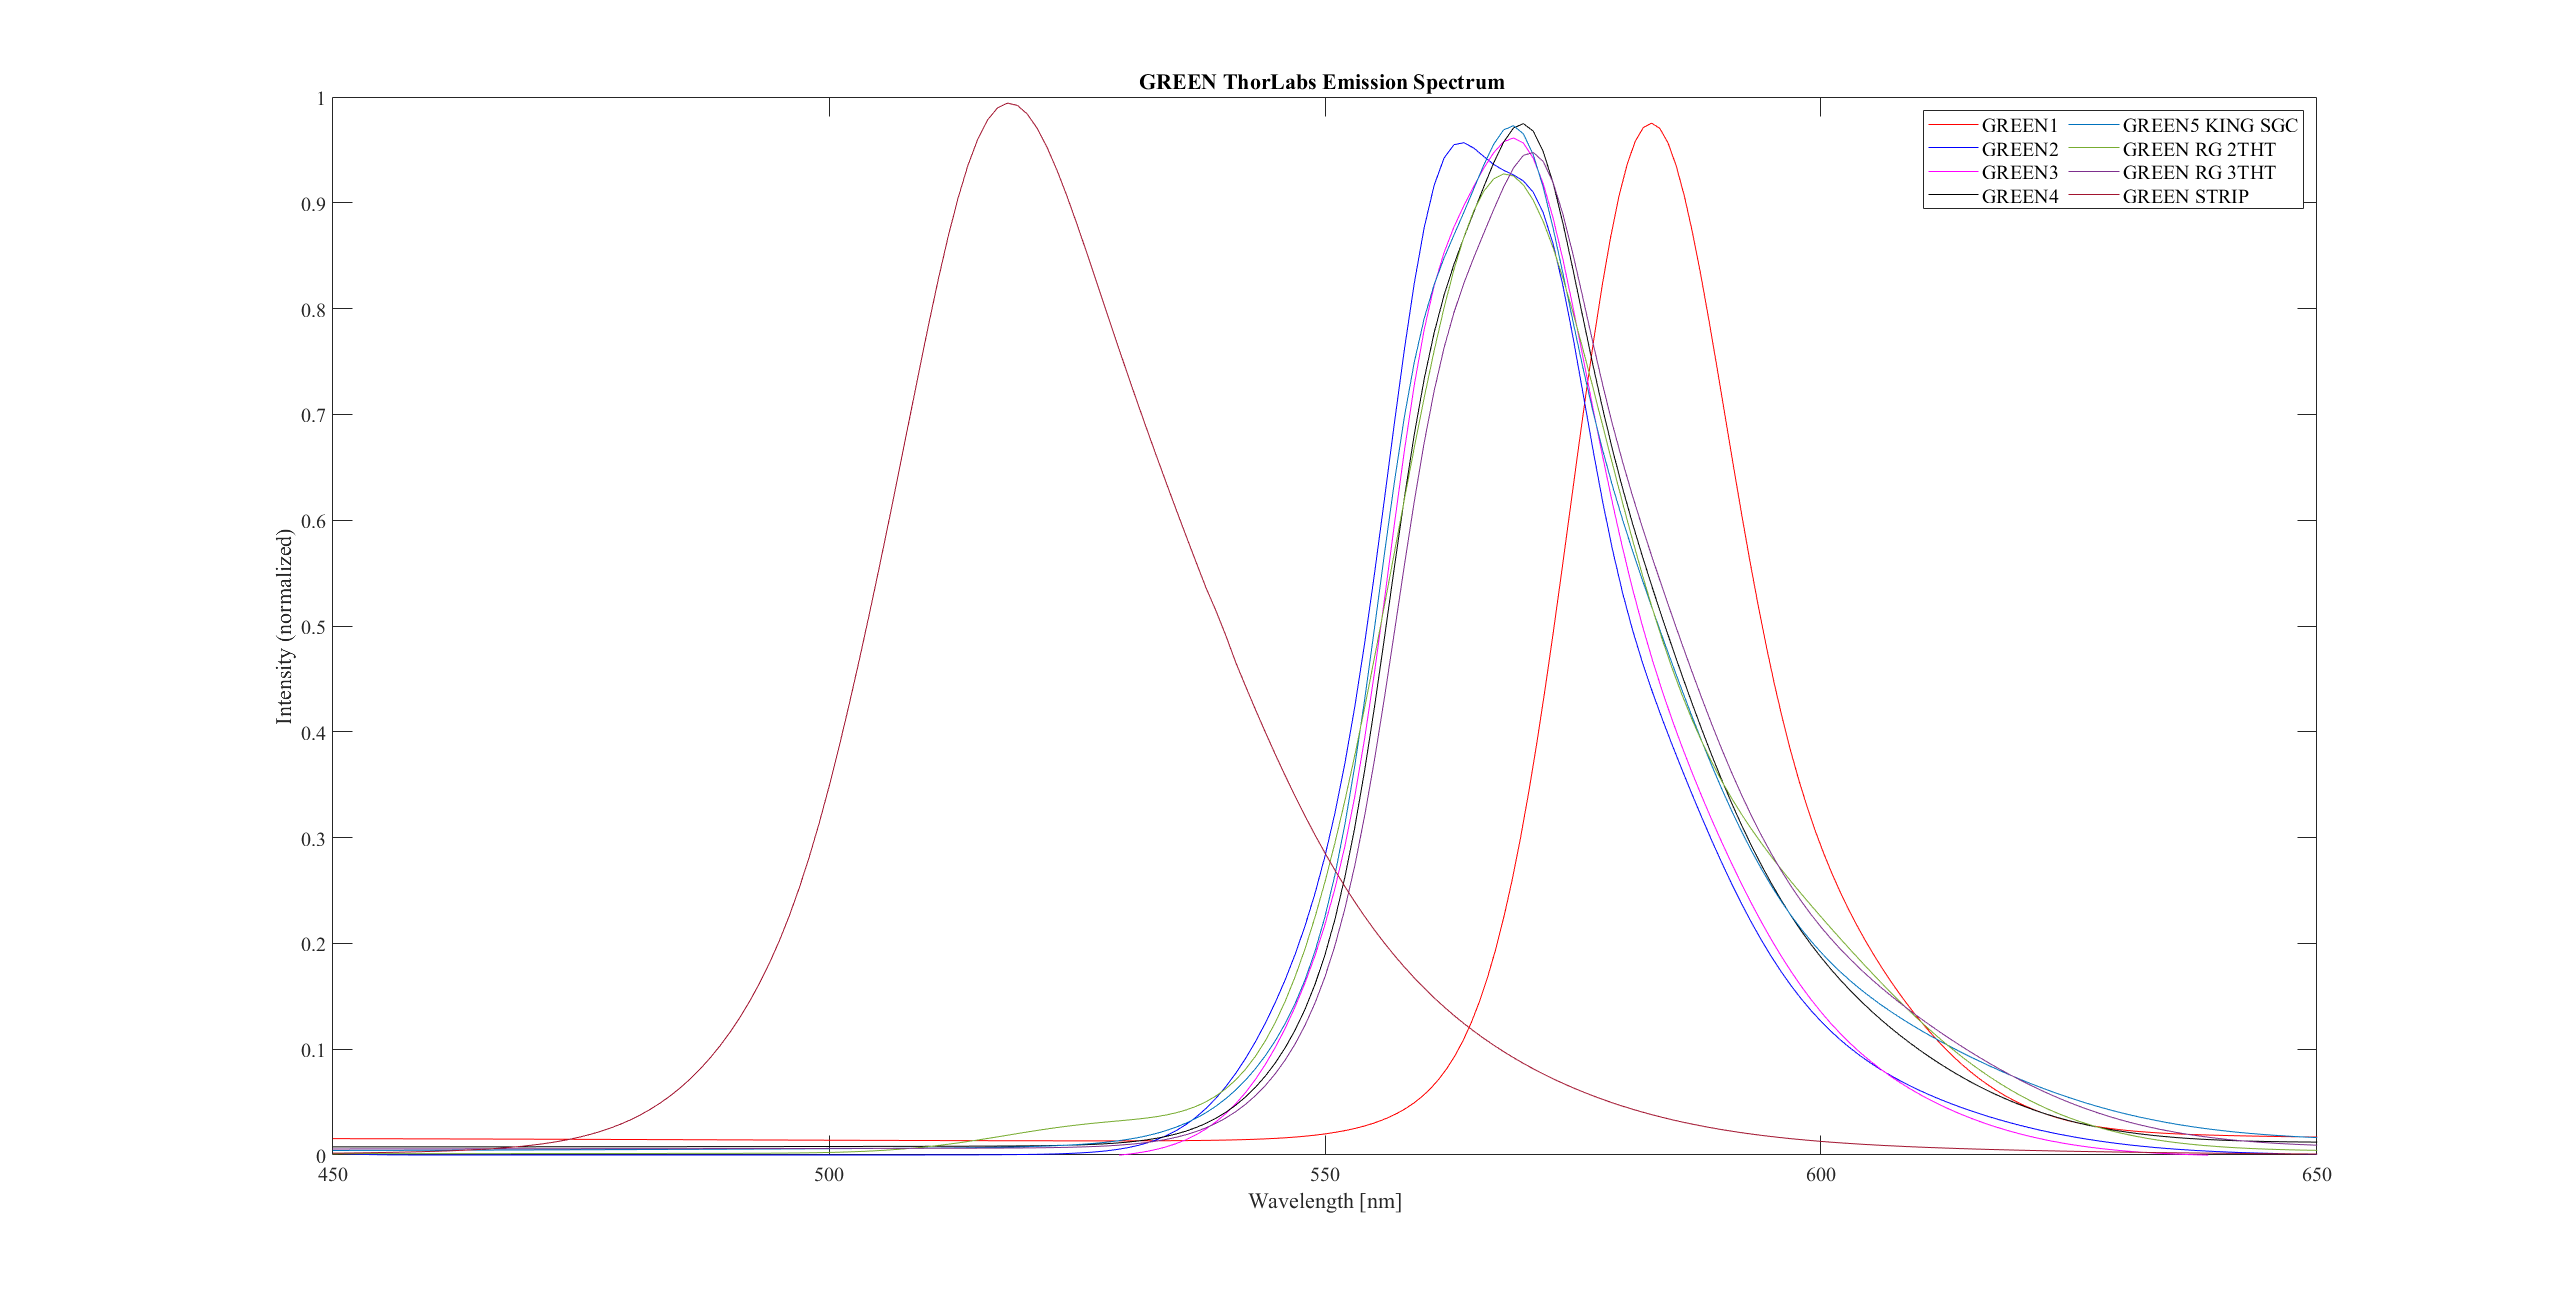 GREEN ThorLabs Emission Spectrum
1
0.9
0.8
0.7
0.6
0.5
0.4
0.3
0.2
0.1
0
Intensity (normalized)
450 500 550 600 650
Wavelength [nm]
GREEN1 GREEN5 KING SGC
GREEN2 GREEN RG 2THT
GREEN3 GREEN RG 3THT
GREEN4 GREEN STRIP